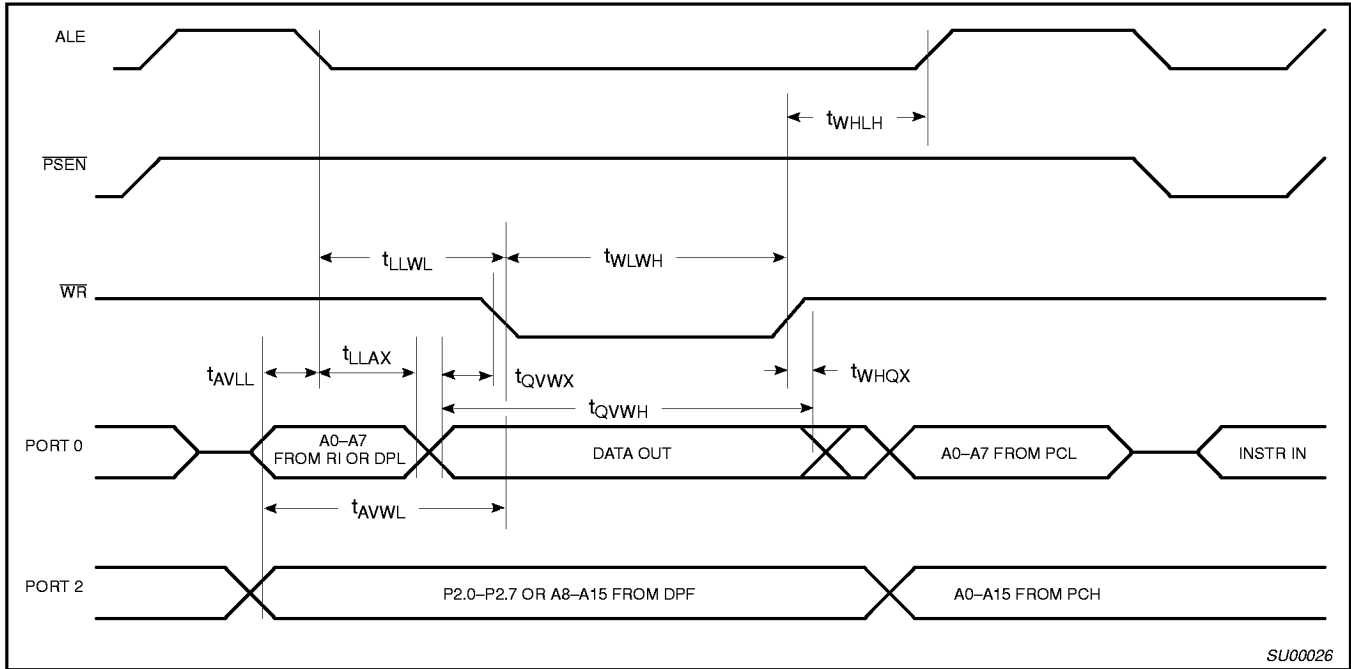 ALE
tWHLH
PSEN
tLLWL
tWLWH
WR
tAVLL
tLLAX
tQVWX
tWHQX
tQVWH
PORT 0
A0–A7
FROM RI OR DPL
DATA OUT
A0–A7 FROM PCL
INSTR IN
tAVWL
PORT 2
P2.0–P2.7 OR A8–A15 FROM DPF
A0–A15 FROM PCH
SU00026